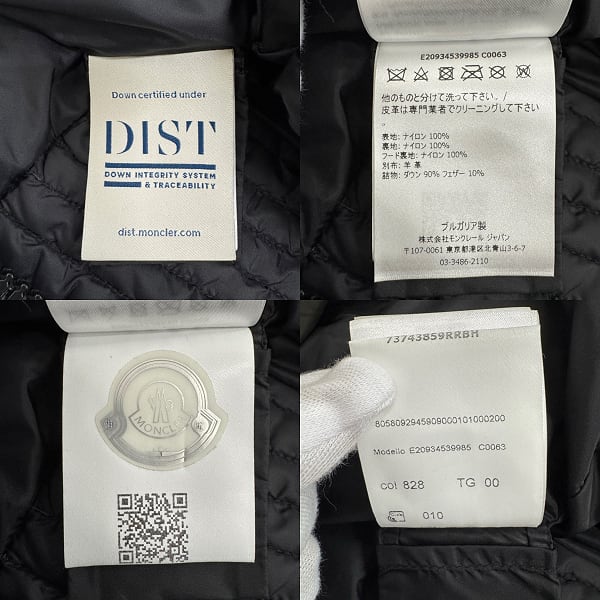 Down certified under
DIST
DOWN INTEGRITY SYSTEM
& TRACEABILITY
dist.moncler.com
E20934539985 C0063
他のものと分けて洗って下さい。/
皮革は専門業者でクリーニングして下さい
。
表地: ナイロン 100%
裏地: ナイロン 100%
フード裏地: ナイロン 100%
別布: 羊 革
詰物: ダウン 90% フェザー 10%
ブルガリア製
株式会社モンクレール ジャパン
〒107-0061 東京都港区北青山3-6-7
03-3486-2110
MONCLER
73743859RRBH
8058092945909000101000200
Modello E20934539985 C0063
col 828 TG 00
010